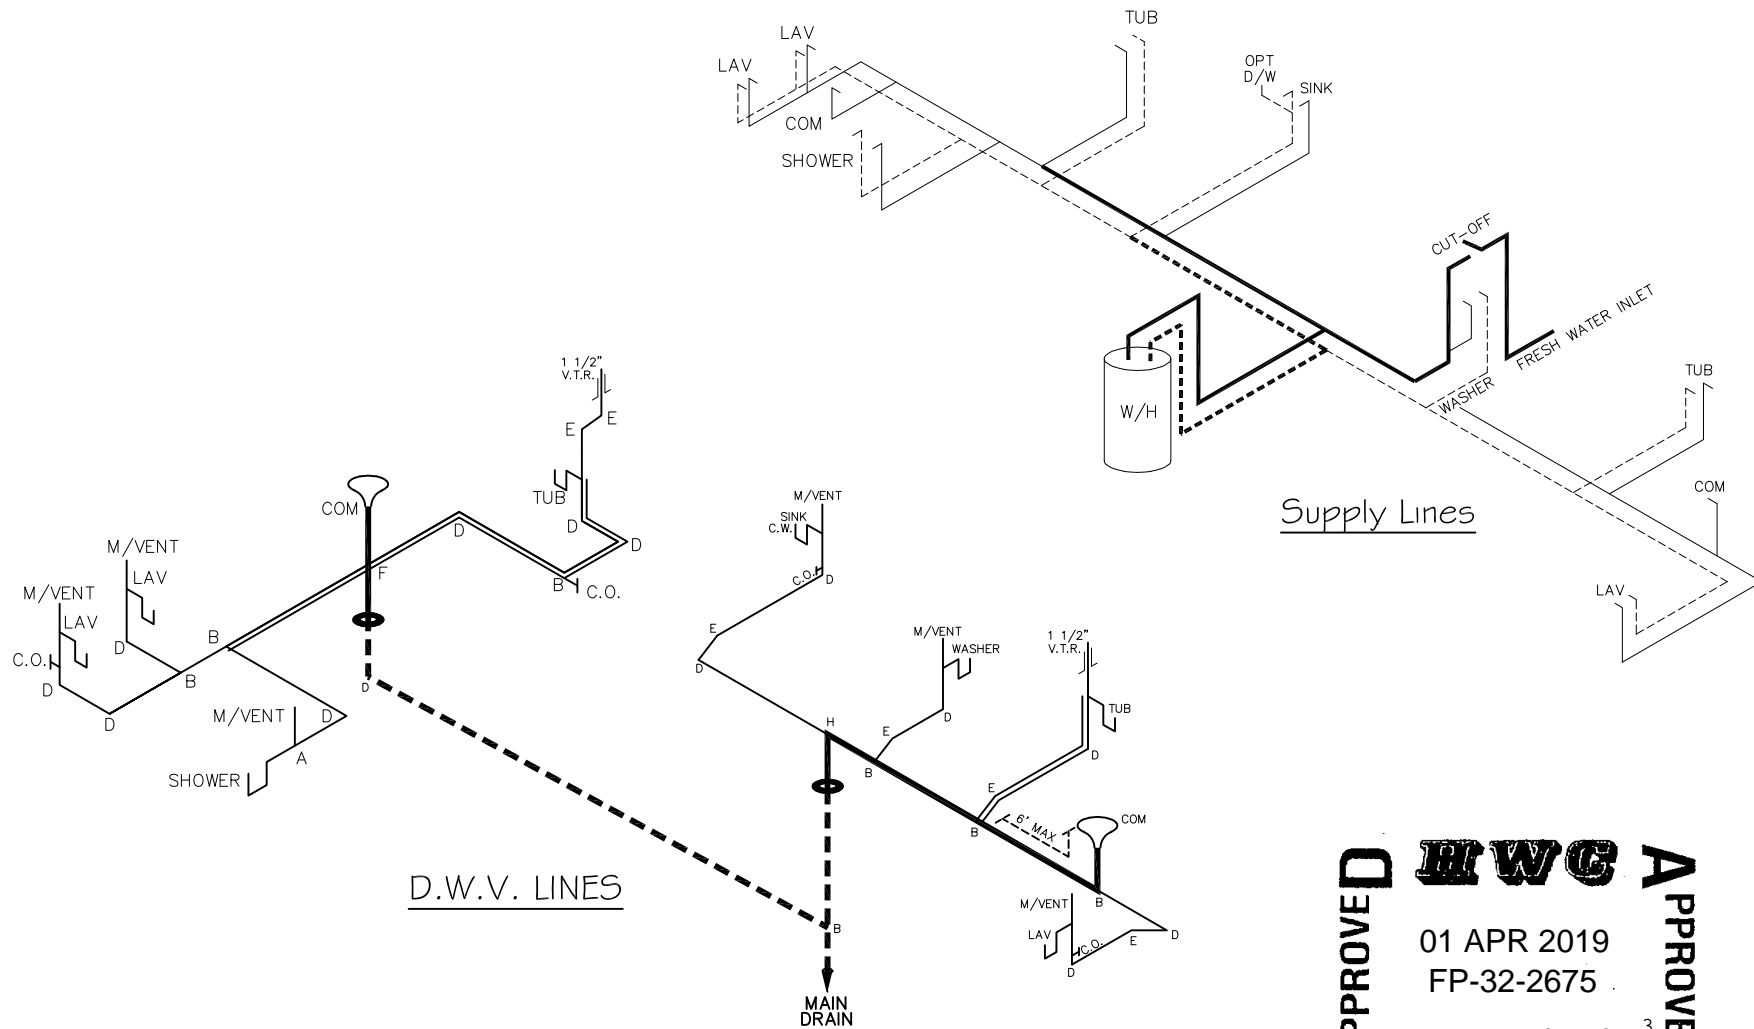 TUB
LAV
LAV
OPT
D/W
SINK
COM
SHOWER
CUT-OFF
FRESH WATER INLET
WASHER
W/H
TUB
COM
LAV
Supply Lines
1 1/2"
V.T.R.
E
E
TUB
D
D
COM
D
F
B
C.O.
M/VENT
LAV
M/VENT
LAV
C.O.
D
D
B
B
D
D
M/VENT
D
A
SHOWER
D.W.V. LINES
M/VENT
SINK
C.W.
C.O.
D
E
D
M/VENT
WASHER
D
E
H
B
1 1/2"
V.T.R.
TUB
D
E
B
6' MAX
COM
B
M/VENT
LAV
C.O.
D
E
D
D
B
MAIN
DRAIN
APPROVED
HWC
APPROVED
01 APR 2019
FP-32-2675
3